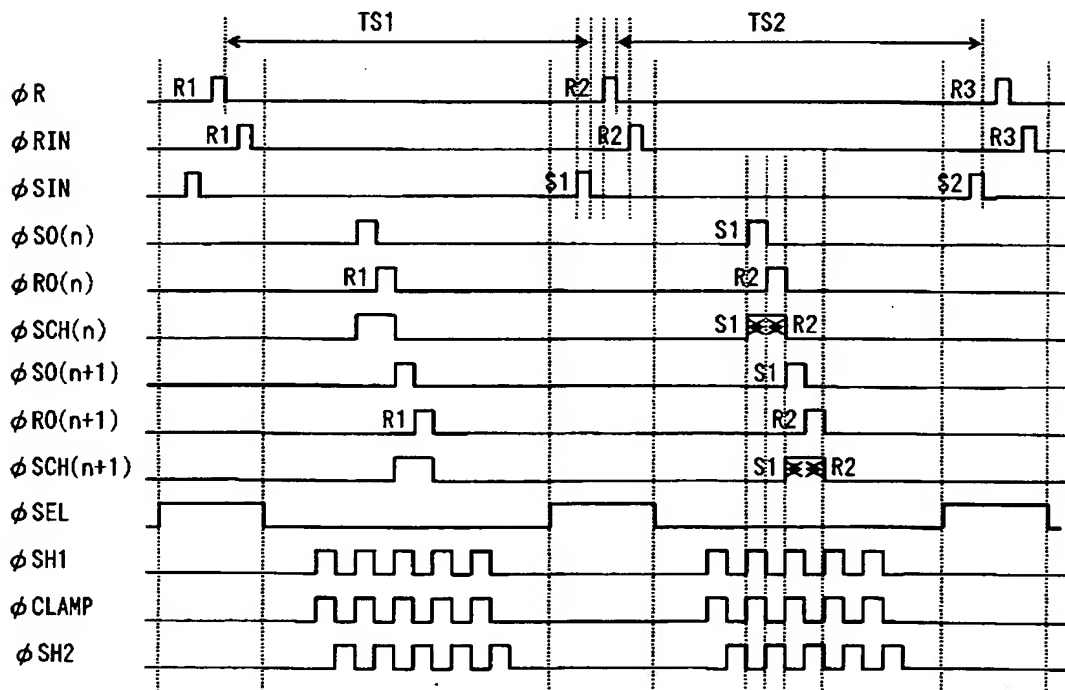 TS1 TS2
φR R1 R2 R3
φRIN R1 R2 R3
φSIN S1 S2
φSO(n) S1
φRO(n) R1 R2
φSCH(n) S1 R2
φSO(n+1) S1
φRO(n+1) R1 R2
φSCH(n+1) S1 R2
φSEL
φSH1
φCLAMP
φSH2